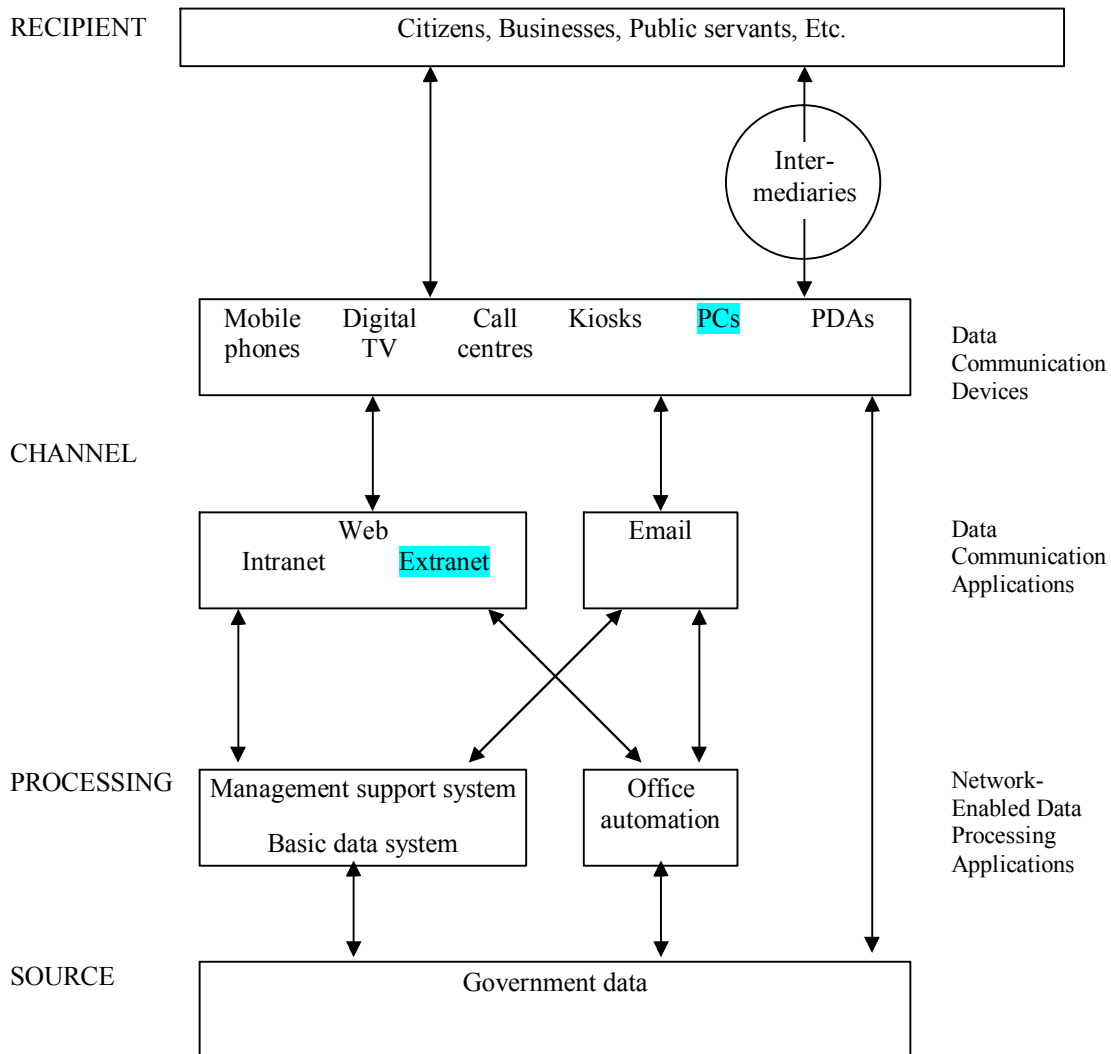 RECIPIENT
Citizens, Businesses, Public servants, Etc.
Inter-
mediaries
Mobile
phones
Digital
TV
Call
centres
Kiosks
PCs
PDAs
Data
Communication
Devices
CHANNEL
Web
Intranet
Extranet
Email
Data
Communication
Applications
PROCESSING
Management support system
Basic data system
Office
automation
Network-
Enabled Data
Processing
Applications
SOURCE
Government data